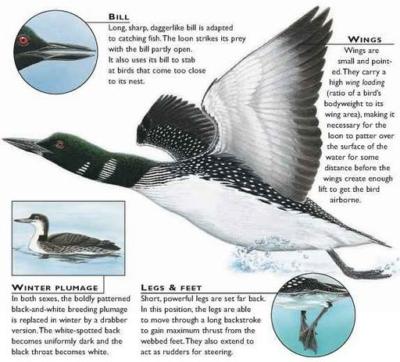 BILL
Long, sharp, daggerlike bill is adapted
to catching fish. The loon strikes its prey
with the bill partly open.
It also uses its bill to stab
at birds that come too close
to its nest.
WINGS
Wings are
small and point-
ed. They carry a
high wing loading
(ratio of a bird's
bodyweight to its
wing area), making it
necessary for the
loon to patter over
the surface of the
water for some
distance before the
wings create enough
lift to get the bird
airborne.
WINTER PLUMAGE
In both sexes, the boldly patterned
black-and-white breeding plumage
is replaced in winter by a drabber
version. The white-spotted back
becomes uniformly dark and the
black throat becomes white.
LEGS & FEET
Short, powerful legs are set far back.
In this position, the legs are able
to move through a long backstroke
to gain maximum thrust from the
webbed feet. They also extend to
act as rudders for steering.